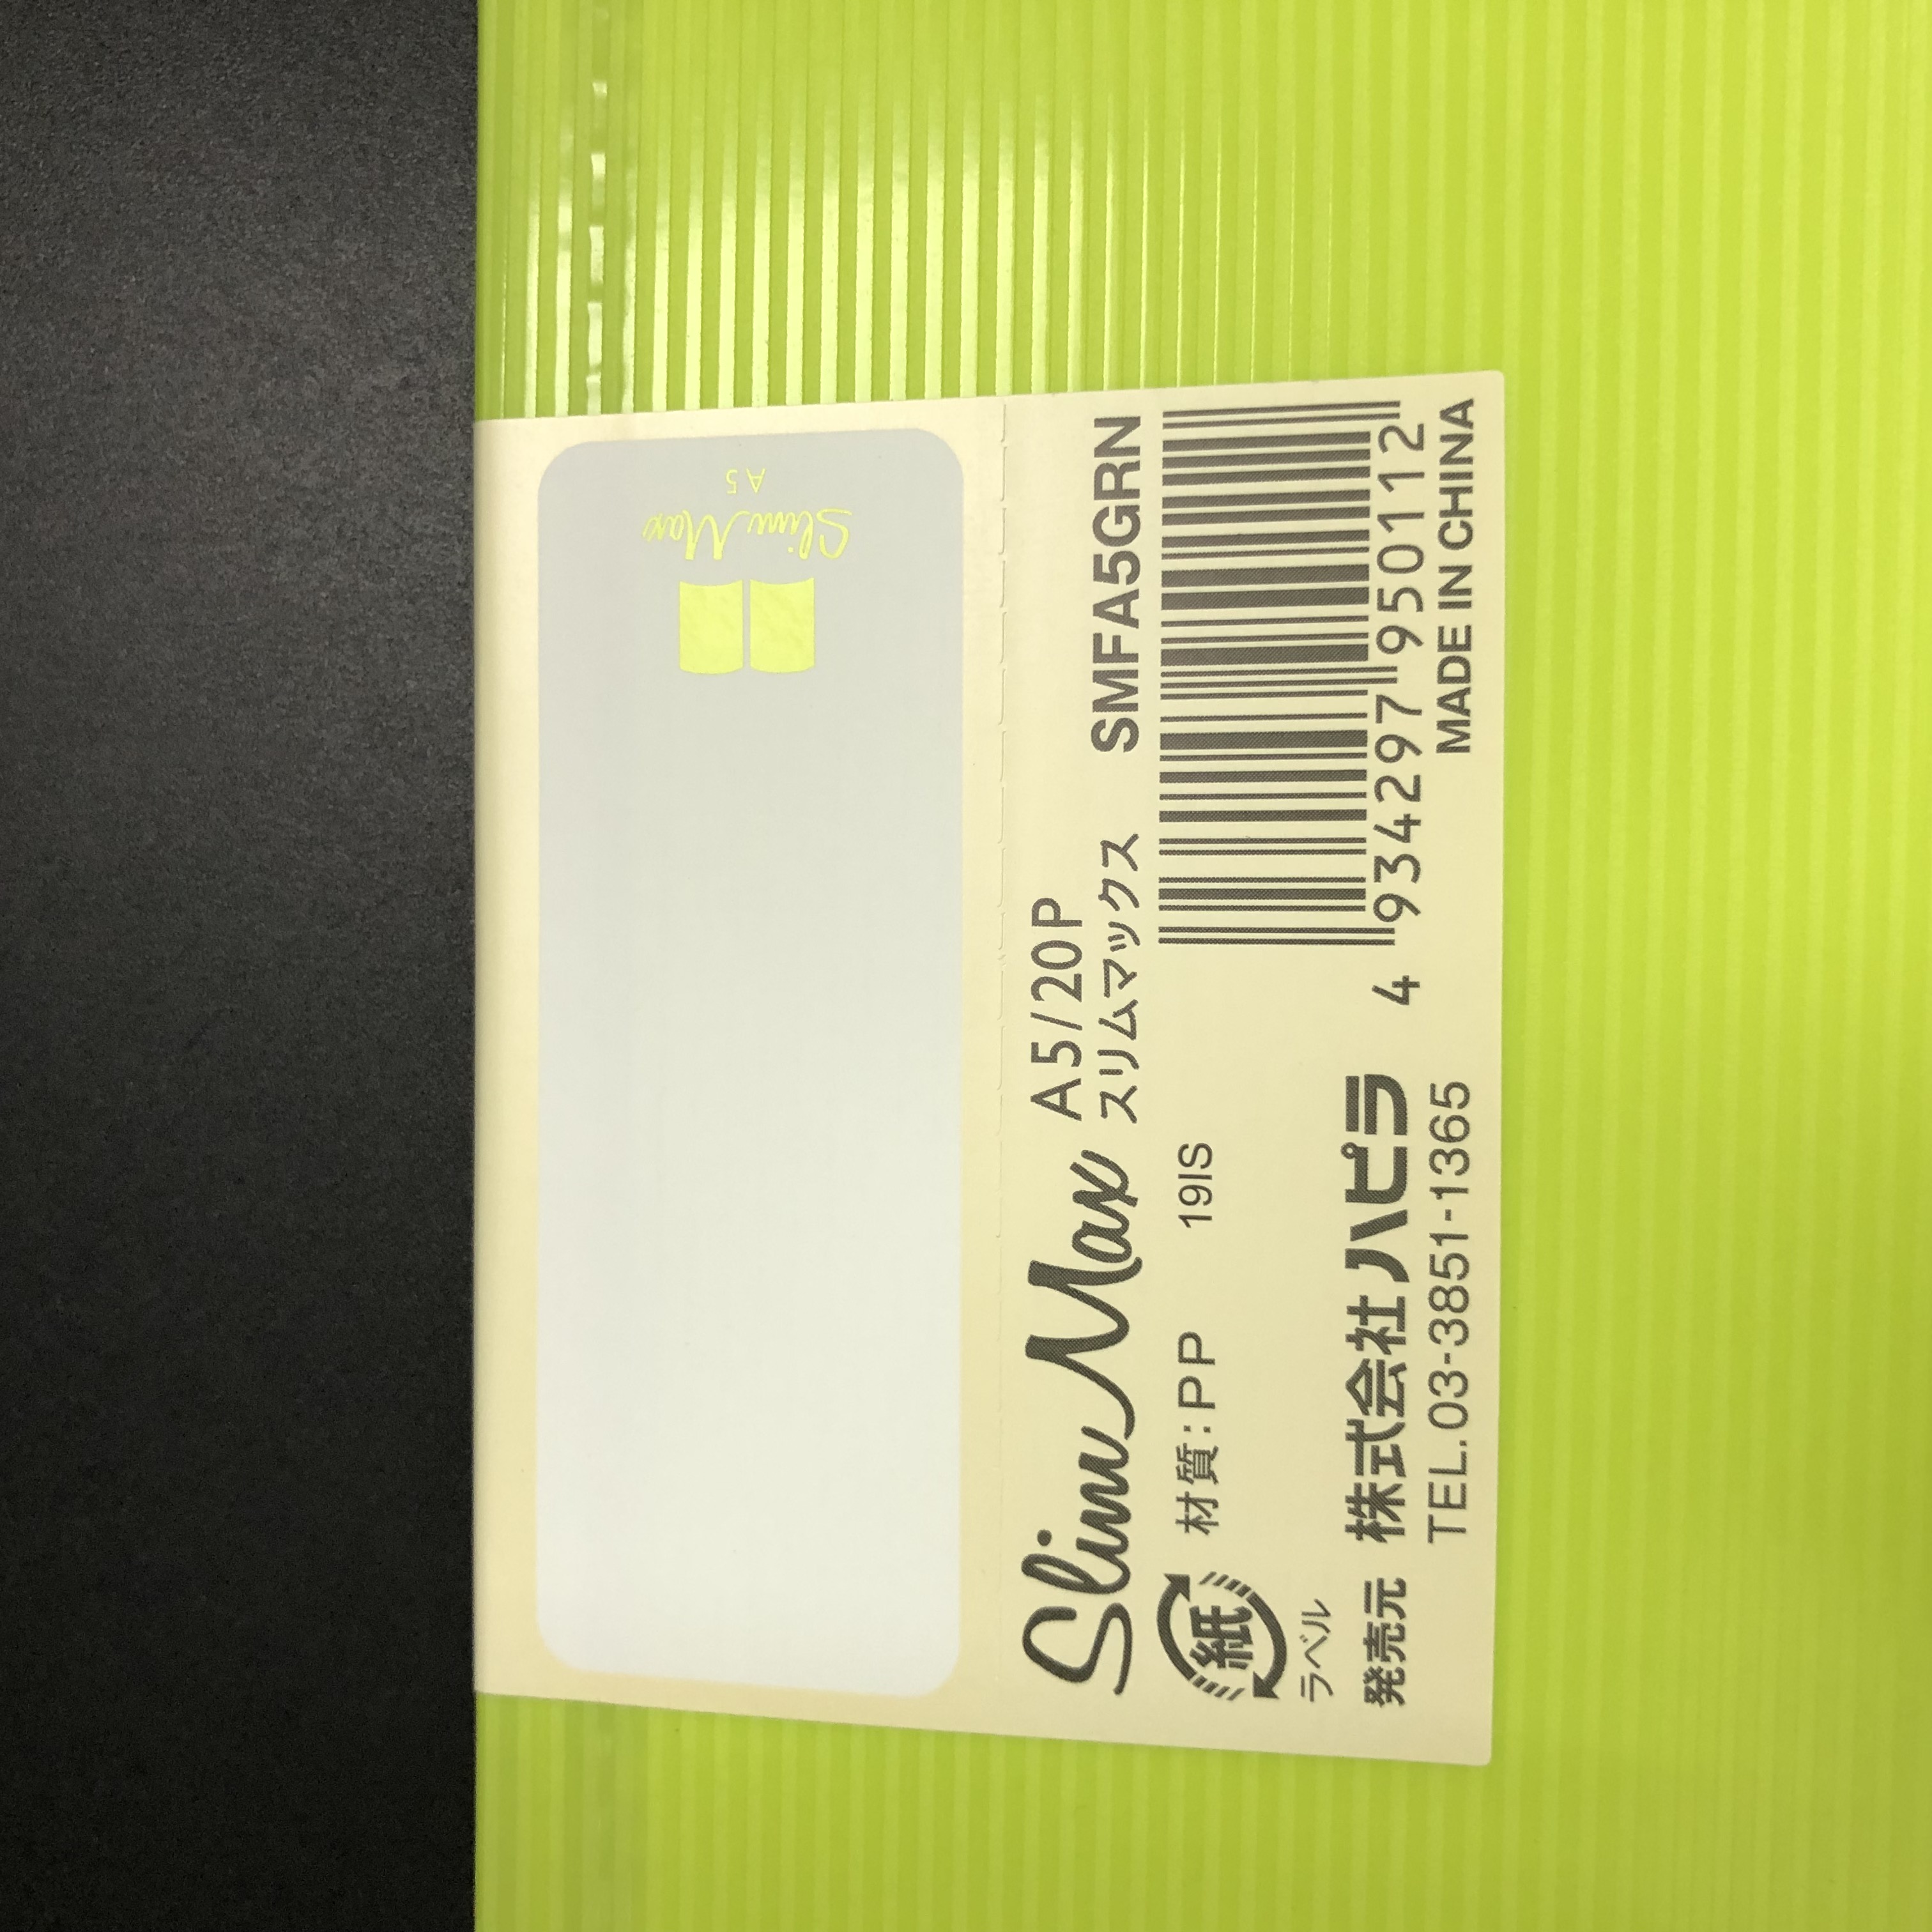 Slim Max
A5
Slim Max A5/20P
スリムマックス
SMFA5GRN
材質:PP 19IS
紙
ラベル
4 934297 950112
発売元 株式会社ハピラ
TEL.03-3851-1365
MADE IN CHINA